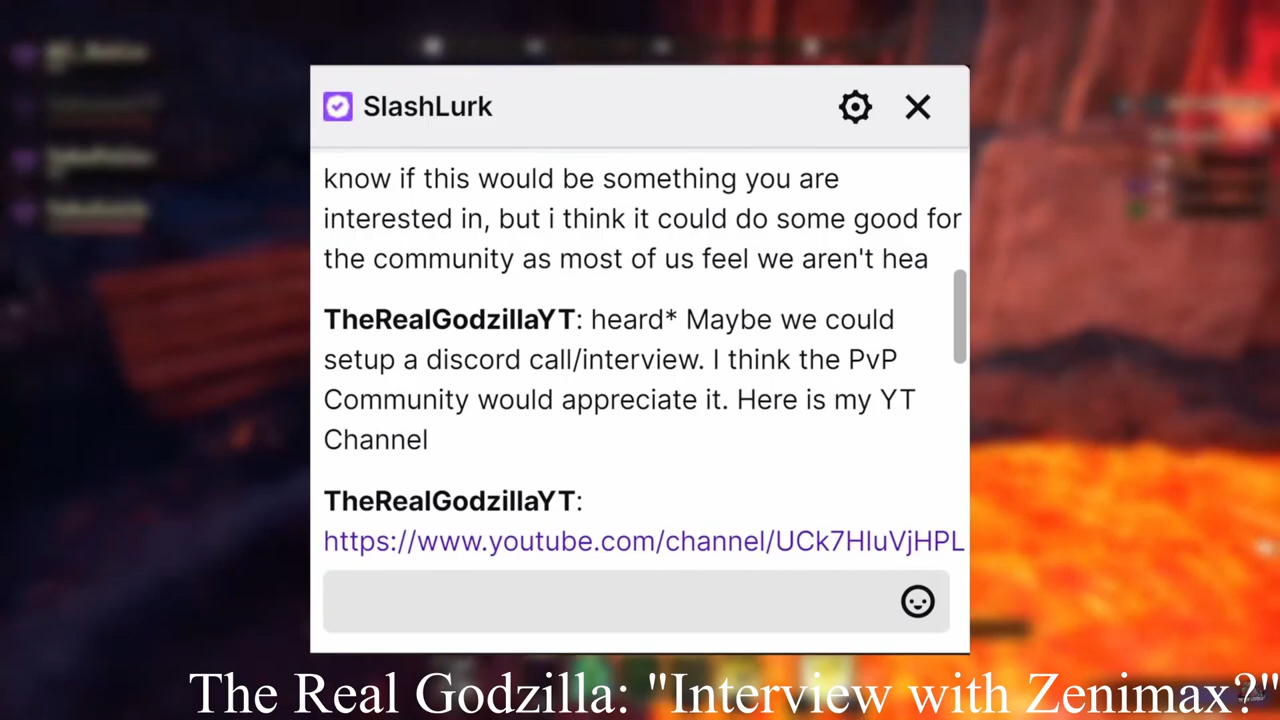 SlashLurk
know if this would be something you are
interested in, but i think it could do some good for
the community as most of us feel we aren't hea
TheRealGodzillaYT: heard* Maybe we could
setup a discord call/interview. I think the PvP
Community would appreciate it. Here is my YT
Channel
TheRealGodzillaYT:
https://www.youtube.com/channel/UCk7HluVjHPL
The Real Godzilla: "Interview with Zenimax?"